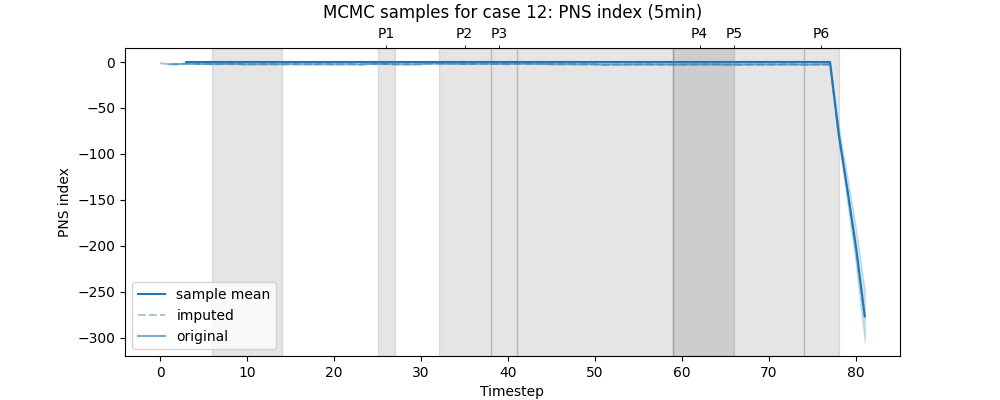 MCMC samples for case 12: PNS index (5min)
P1 P2 P3 P4 P5 P6
0
−50
−100
−150
−200
−250
−300
PNS index
sample mean
imputed
original
0 10 20 30 40 50 60 70 80
Timestep